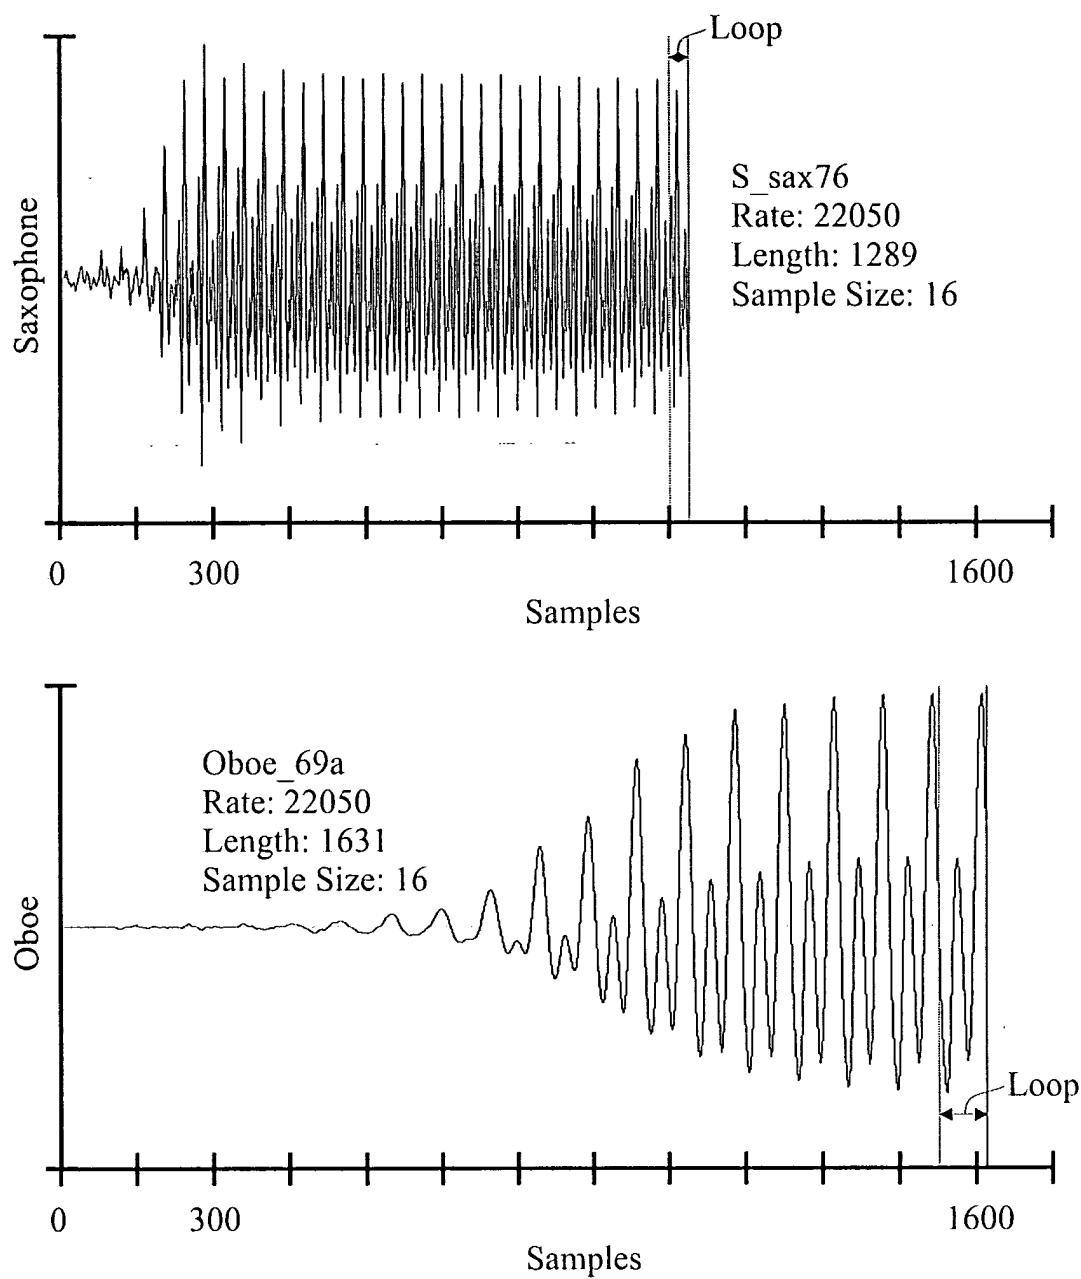 Loop
Saxophone
S_sax76
Rate: 22050
Length: 1289
Sample Size: 16
0 300 1600
Samples
Oboe_69a
Rate: 22050
Length: 1631
Sample Size: 16
Oboe
Loop
0 300 1600
Samples